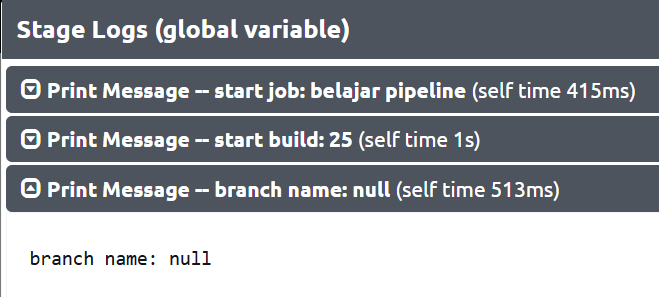 Stage Logs (global variable)
Print Message -- start job: belajar pipeline (self time 415ms)
Print Message -- start build: 25 (self time 1s)
Print Message -- branch name: null (self time 513ms)
branch name: null